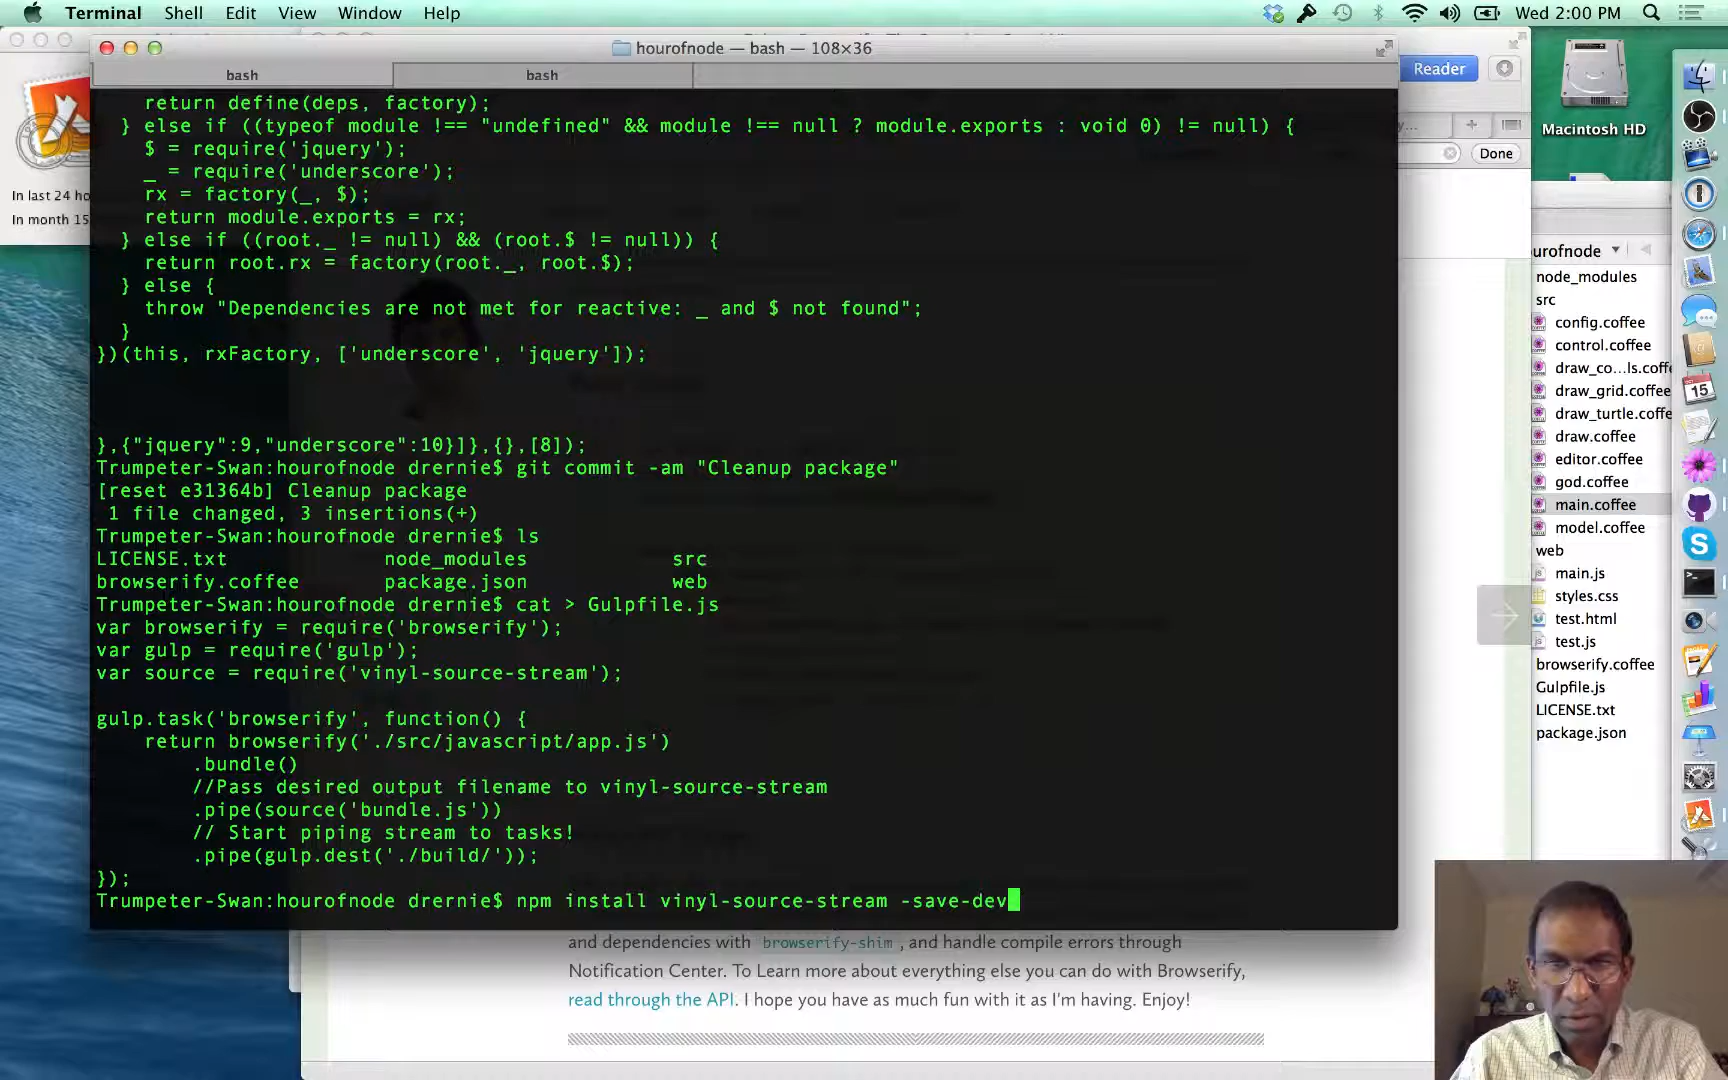 Terminal Shell Edit View Window Help Wed 2:00 PM
hourofnode — bash — 108×36
bash bash
Reader
Done
Macintosh HD
In last 24 ho
In month 15
return define(deps, factory);
} else if ((typeof module !== "undefined" && module !== null ? module.exports : void 0) != null) {
$ = require('jquery');
_ = require('underscore');
rx = factory(_, $);
return module.exports = rx;
} else if ((root._ != null) && (root.$ != null)) {
return root.rx = factory(root._, root.$);
} else {
throw "Dependencies are not met for reactive: _ and $ not found";
}
})(this, rxFactory, ['underscore', 'jquery']);
},{"jquery":9,"underscore":10}]},{},[8]);
Trumpeter-Swan:hourofnode drernie$ git commit -am "Cleanup package"
[reset e31364b] Cleanup package
1 file changed, 3 insertions(+)
Trumpeter-Swan:hourofnode drernie$ ls
LICENSE.txt node_modules src
browserify.coffee package.json web
Trumpeter-Swan:hourofnode drernie$ cat > Gulpfile.js
var browserify = require('browserify');
var gulp = require('gulp');
var source = require('vinyl-source-stream');
gulp.task('browserify', function() {
return browserify('./src/javascript/app.js')
.bundle()
//Pass desired output filename to vinyl-source-stream
.pipe(source('bundle.js'))
// Start piping stream to tasks!
.pipe(gulp.dest('./build/'));
});
Trumpeter-Swan:hourofnode drernie$ npm install vinyl-source-stream -save-dev
and dependencies with browserify-shim , and handle compile errors through
Notification Center. To Learn more about everything else you can do with Browserify,
read through the API. I hope you have as much fun with it as I'm having. Enjoy!
urofnode
node_modules
src
config.coffee
control.coffee
draw_co...ls.coffe
draw_grid.coffee
draw_turtle.coffe
draw.coffee
editor.coffee
god.coffee
main.coffee
model.coffee
web
main.js
styles.css
test.html
test.js
browserify.coffee
Gulpfile.js
LICENSE.txt
package.json
15